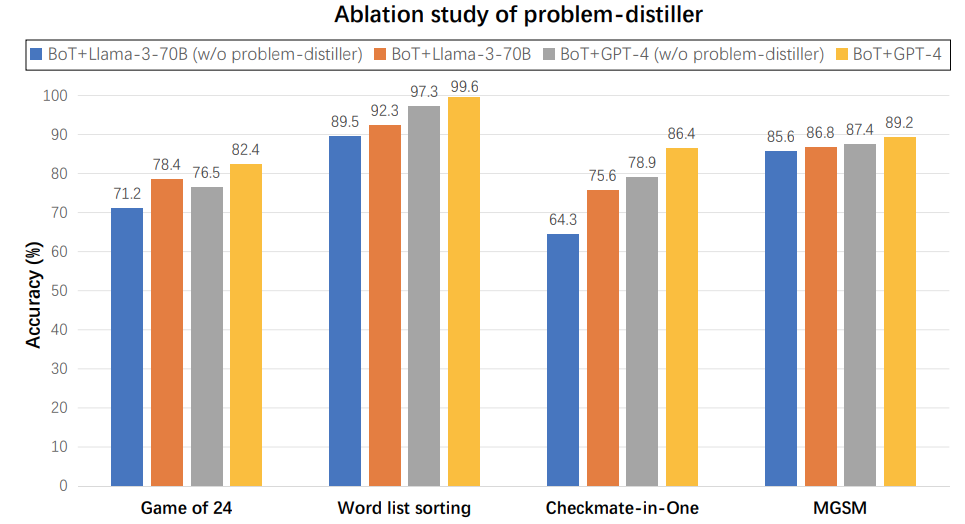 Ablation study of problem-distiller
BoT+Llama-3-70B (w/o problem-distiller) BoT+Llama-3-70B BoT+GPT-4 (w/o problem-distiller) BoT+GPT-4
Accuracy (%)
100
90
80
70
60
50
40
30
20
10
0
71.2 78.4 76.5 82.4
89.5 92.3 97.3 99.6
64.3 75.6 78.9 86.4
85.6 86.8 87.4 89.2
Game of 24 Word list sorting Checkmate-in-One MGSM